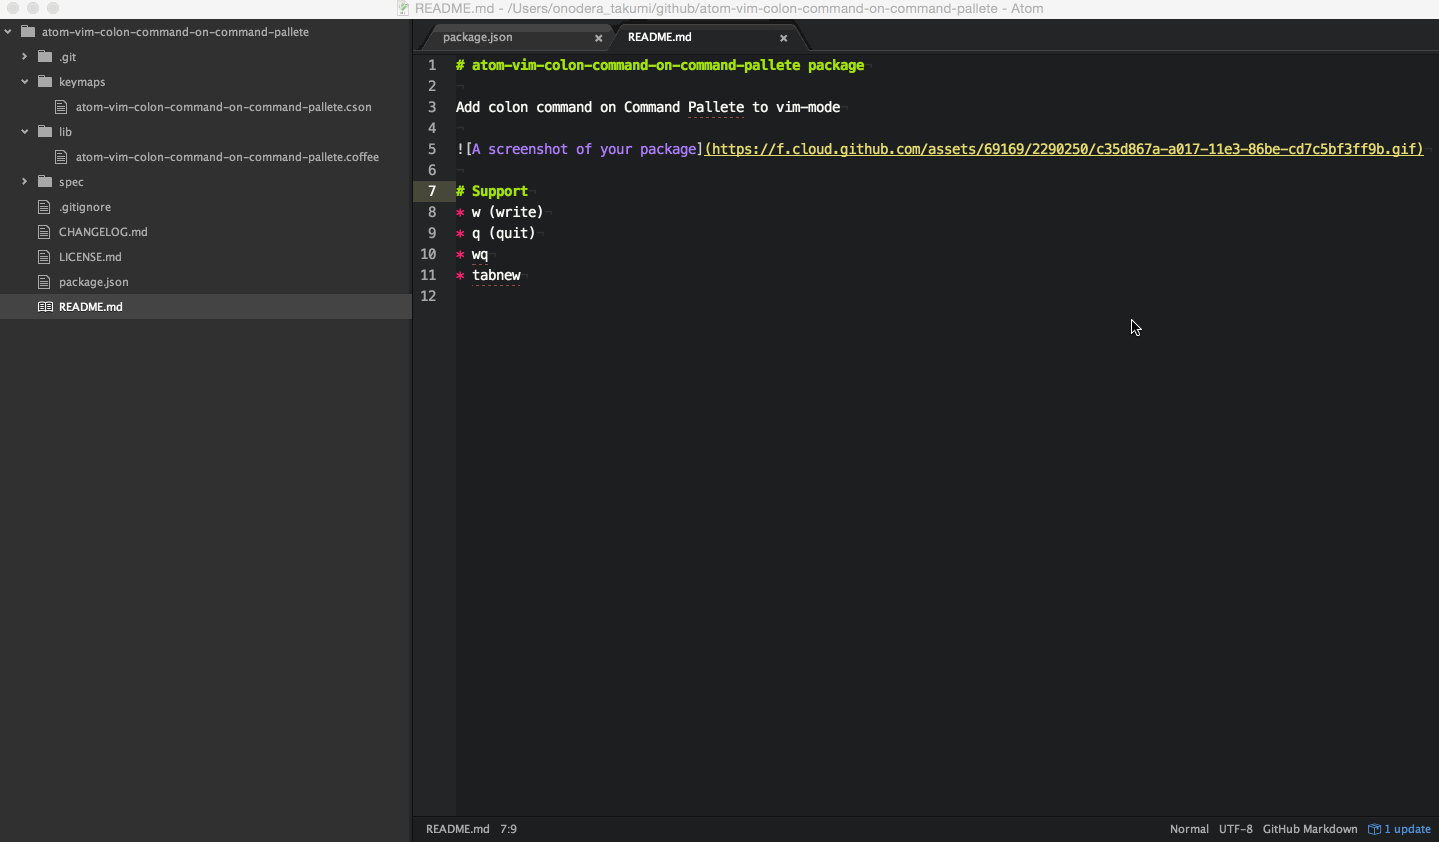 README.md - /Users/onodera_takumi/github/atom-vim-colon-command-on-command-pallete - Atom
atom-vim-colon-command-on-command-pallete
.git
keymaps
atom-vim-colon-command-on-command-pallete.cson
lib
atom-vim-colon-command-on-command-pallete.coffee
spec
.gitignore
CHANGELOG.md
LICENSE.md
package.json
README.md
package.json
README.md
1 # atom-vim-colon-command-on-command-pallete package¬
2 ¬
3 Add colon command on Command Pallete to vim-mode¬
4 ¬
5 ![A screenshot of your package](https://f.cloud.github.com/assets/69169/2290250/c35d867a-a017-11e3-86be-cd7c5bf3ff9b.gif)¬
6 ¬
7 # Support¬
8 * w (write)¬
9 * q (quit)¬
10 * wq¬
11 * tabnew¬
12
README.md 7:9
Normal UTF-8 GitHub Markdown 1 update